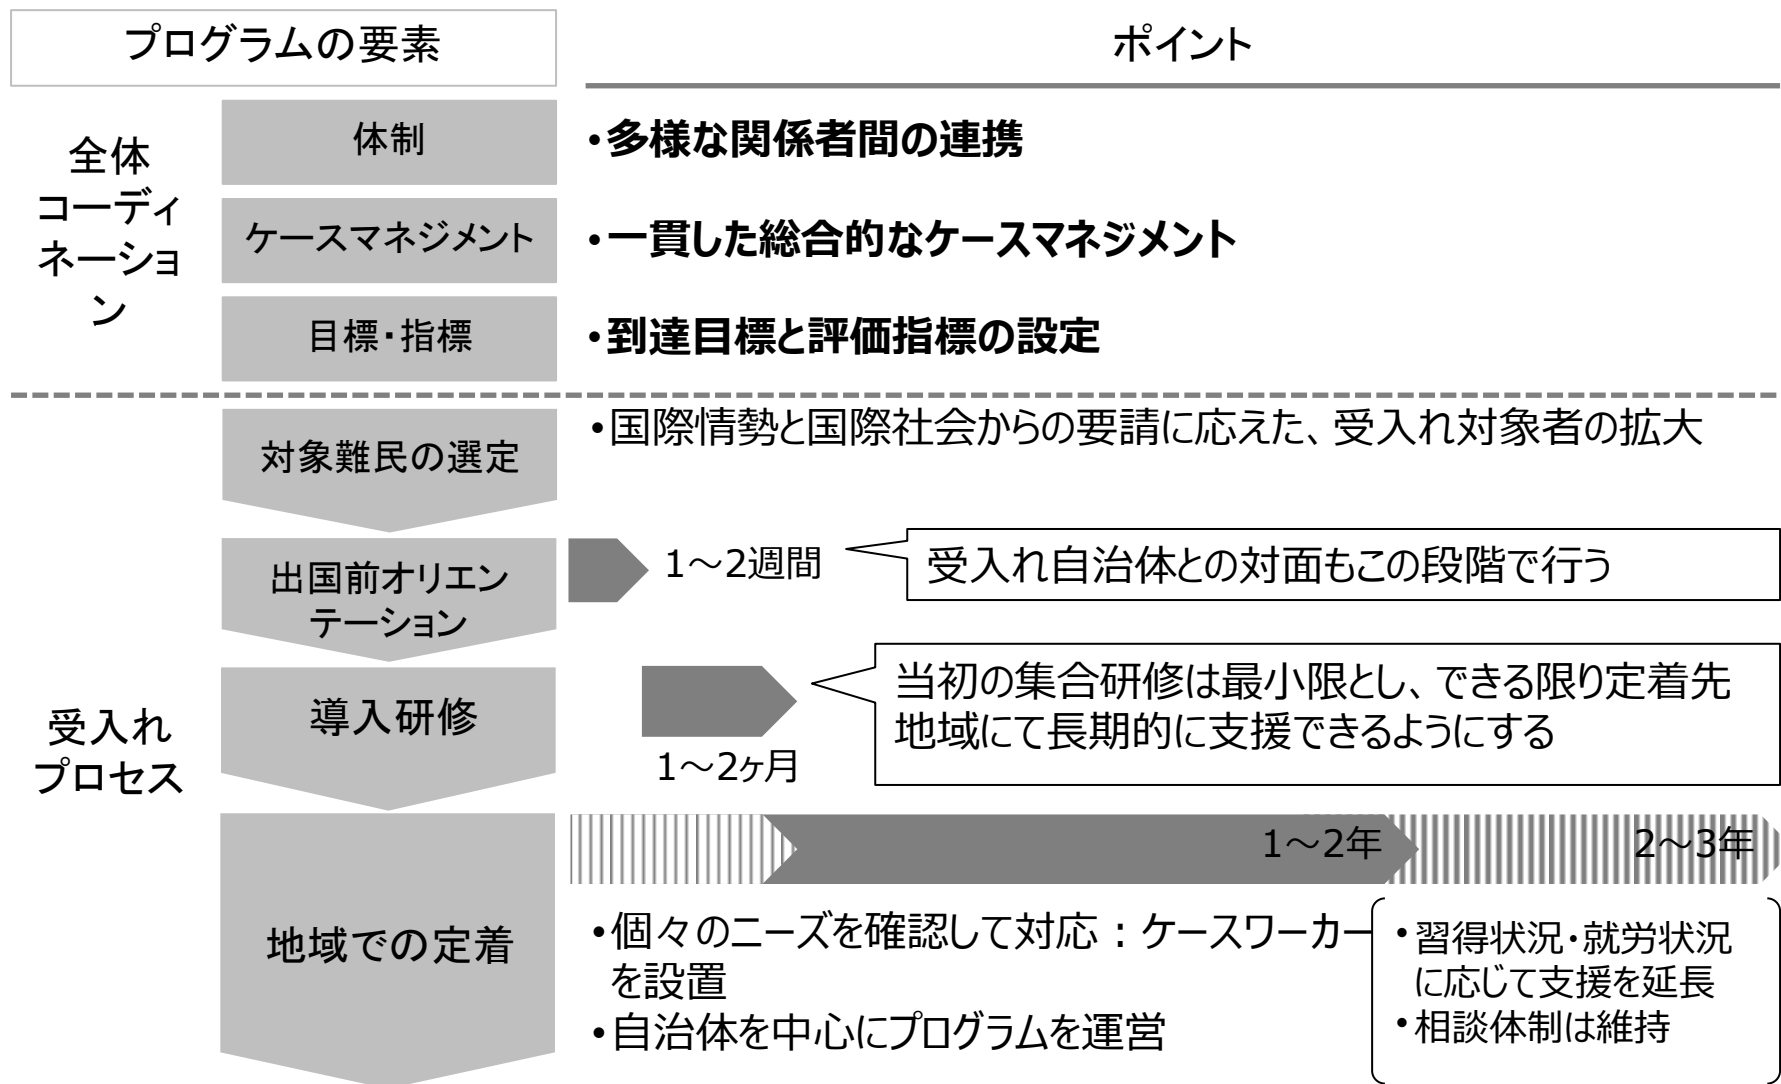 プログラムの要素
ポイント
全体
コーディ
ネーショ
ン
体制
•多様な関係者間の連携
ケースマネジメント
•一貫した総合的なケースマネジメント
目標・指標
•到達目標と評価指標の設定
受入れ
プロセス
対象難民の選定
•国際情勢と国際社会からの要請に応えた、受入れ対象者の拡大
出国前オリエン
テーション
1～2週間
受入れ自治体との対面もこの段階で行う
導入研修
1～2ヶ月
当初の集合研修は最小限とし、できる限り定着先
地域にて長期的に支援できるようにする
地域での定着
1～2年
2～3年
•個々のニーズを確認して対応：ケースワーカー
を設置
•自治体を中心にプログラムを運営
•習得状況・就労状況
に応じて支援を延長
•相談体制は維持